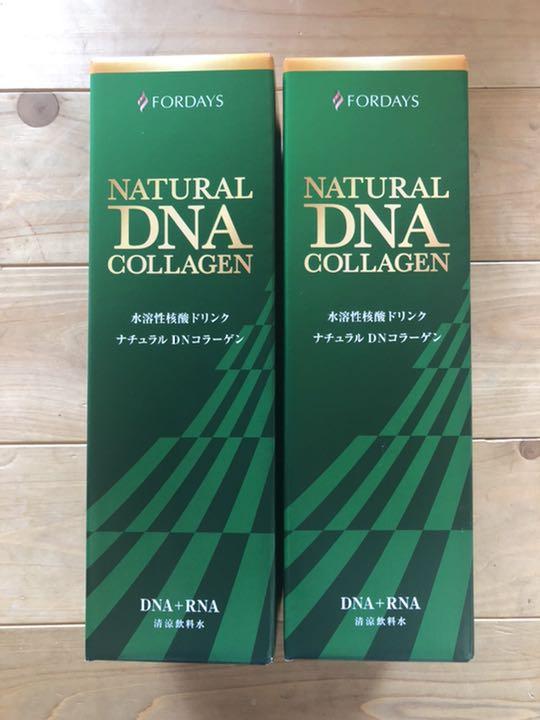 FORDAYS
NATURAL
DNA
COLLAGEN
水溶性核酸ドリンク
ナチュラル DNコラーゲン
DNA+RNA
清涼飲料水
FORDAYS
NATURAL
DNA
COLLAGEN
水溶性核酸ドリンク
ナチュラル DNコラーゲン
DNA+RNA
清涼飲料水